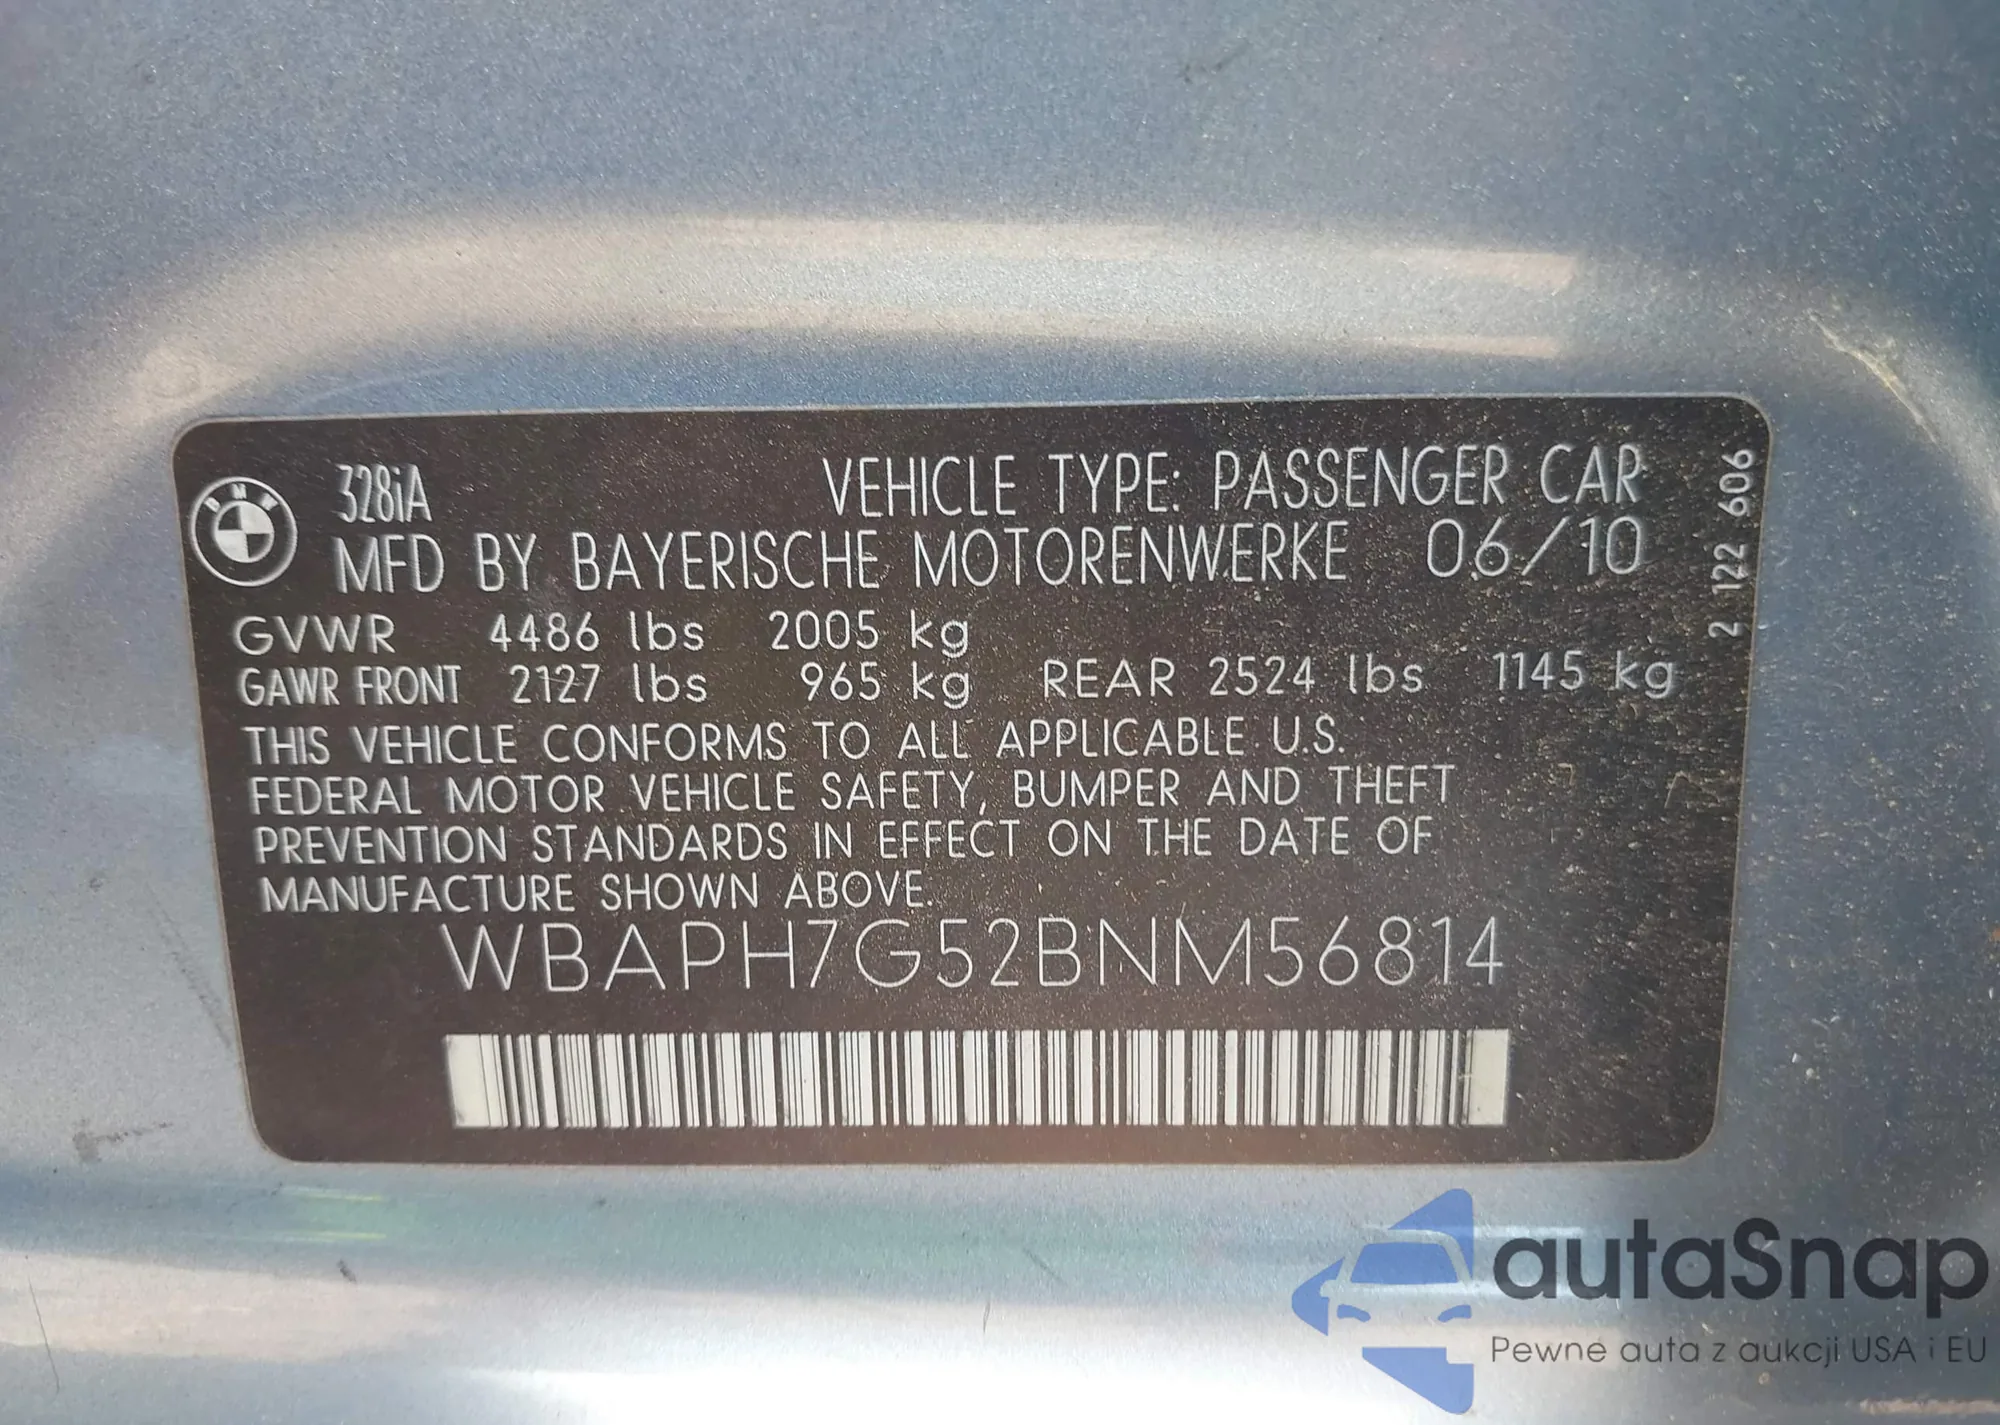 BMW
328iA VEHICLE TYPE: PASSENGER CAR
MFD BY BAYERISCHE MOTORENWERKE 06/10
GVWR 4486 lbs 2005 kg
GAWR FRONT 2127 lbs 965 kg REAR 2524 lbs 1145 kg
THIS VEHICLE CONFORMS TO ALL APPLICABLE U.S.
FEDERAL MOTOR VEHICLE SAFETY, BUMPER AND THEFT
PREVENTION STANDARDS IN EFFECT ON THE DATE OF
MANUFACTURE SHOWN ABOVE.
WBAPH7G52BNM56814
2 122 606
autaSnap
Pewne auta z aukcji USA i EU